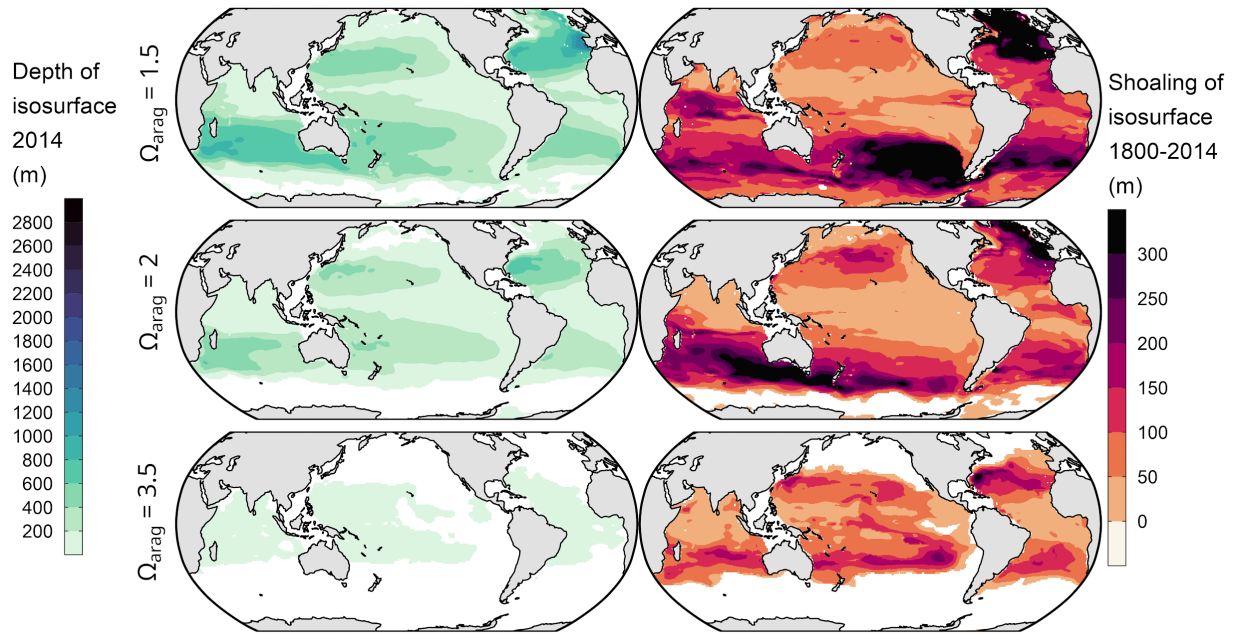 Depth of
isosurface
2014
(m)
2800
2600
2400
2200
2000
1800
1600
1400
1200
1000
800
600
400
200
Ωarag = 1.5
Ωarag = 2
Ωarag = 3.5
Shoaling of
isosurface
1800-2014
(m)
300
250
200
150
100
50
0